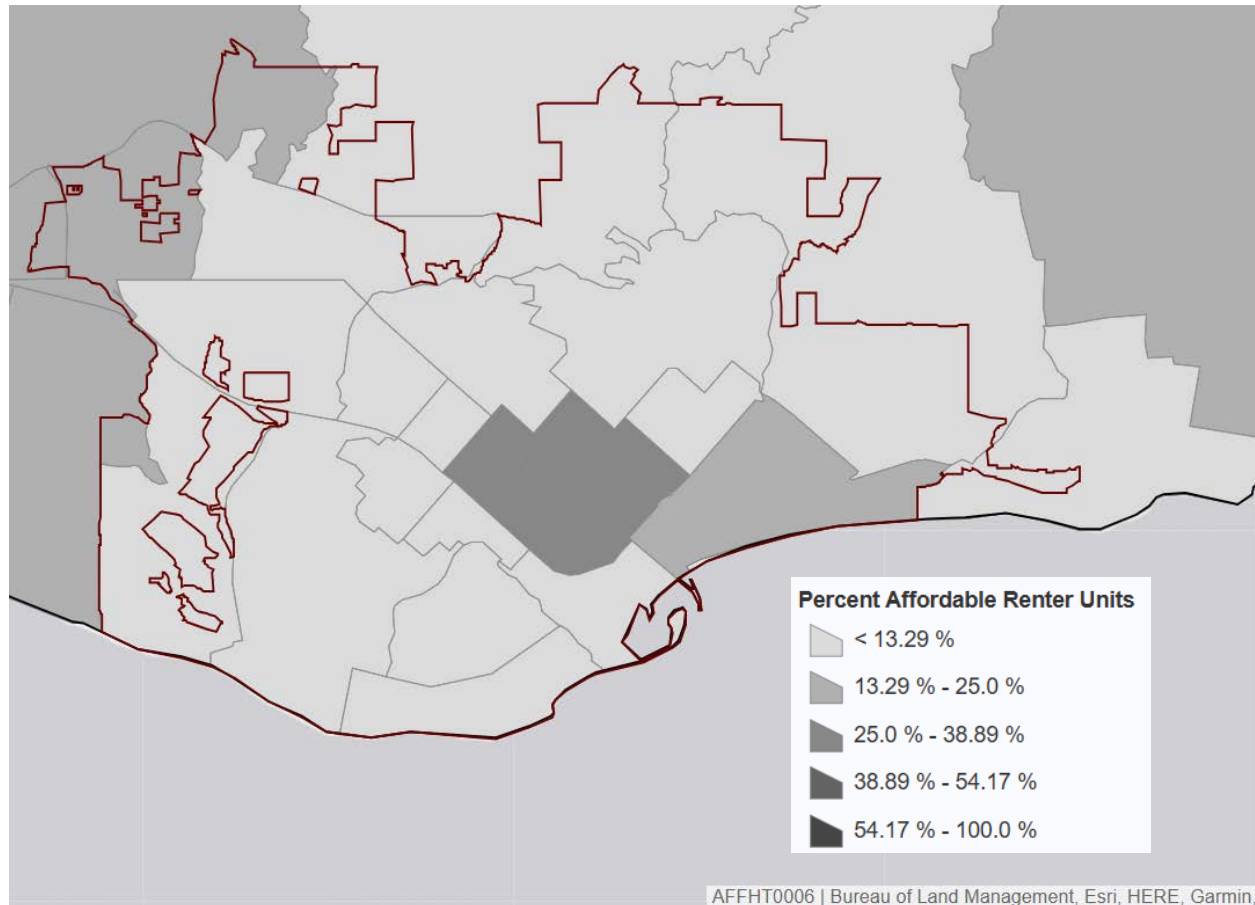 Percent Affordable Renter Units
< 13.29 %
13.29 % - 25.0 %
25.0 % - 38.89 %
38.89 % - 54.17 %
54.17 % - 100.0 %
AFFHT0006 | Bureau of Land Management, Esri, HERE, Garmin,